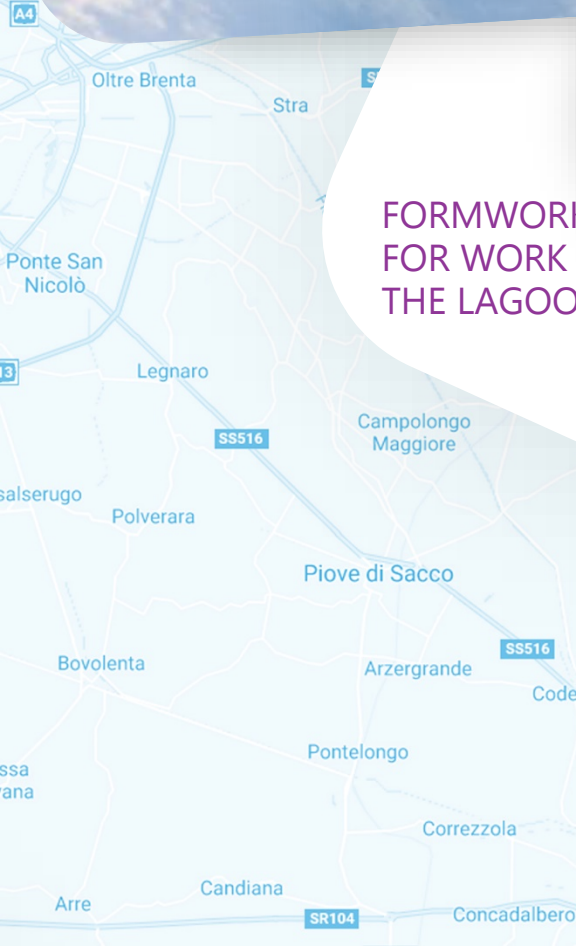 A4
Oltre Brenta
Stra
FORMWORK
FOR WORK
THE LAGOO
Ponte San
Nicolò
13
Legnaro
Campolongo
Maggiore
SS516
salserugo
Polverara
Piove di Sacco
SS516
Bovolenta
Arzergrande
Code
Pontelongo
ssa
ana
Correzzola
Candiana
Arre
SR104
Concadalbero